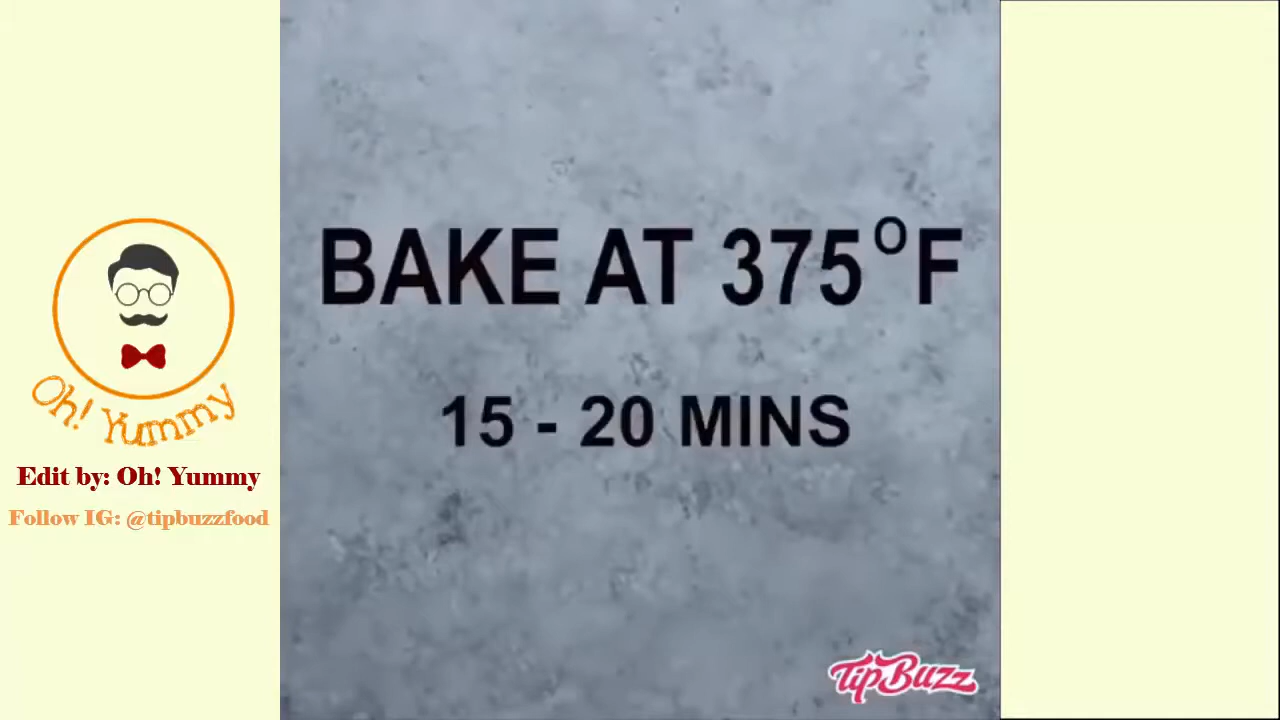 BAKE AT 375°F
15 - 20 MINS
Oh! Yummy
Edit by: Oh! Yummy
Follow IG: @tipbuzzfood
TipBuzz